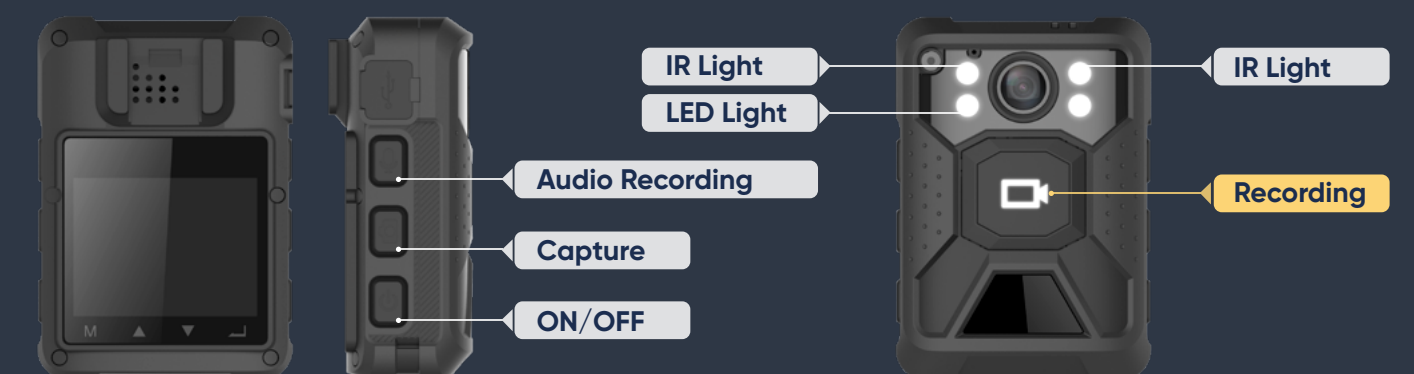 IR Light
IR Light
LED Light
Audio Recording
Recording
Capture
ON/OFF
M